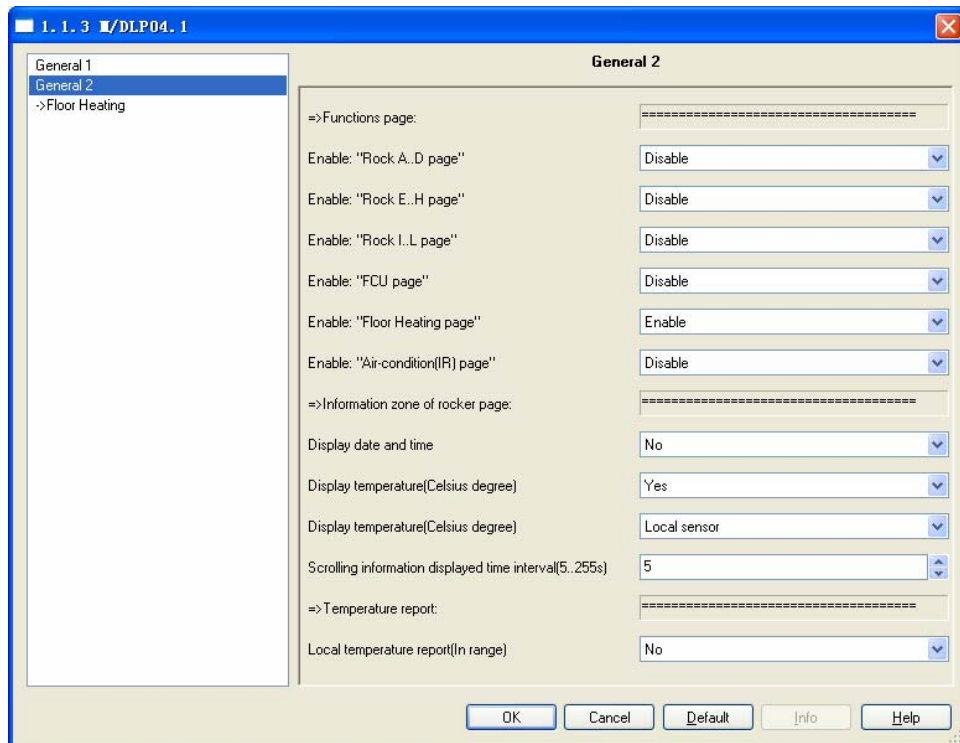 1.1.3 M/DLP04.1
General 1
General 2
->Floor Heating
General 2
=>Functions page: =====================================
Enable: "Rock A..D page" Disable
Enable: "Rock E..H page" Disable
Enable: "Rock I..L page" Disable
Enable: "FCU page" Disable
Enable: "Floor Heating page" Enable
Enable: "Air-condition(IR) page" Disable
=>Information zone of rocker page: =====================================
Display date and time No
Display temperature(Celsius degree) Yes
Display temperature(Celsius degree) Local sensor
Scrolling information displayed time interval(5..255s) 5
=>Temperature report: =====================================
Local temperature report(In range) No
OK Cancel Default Info Help